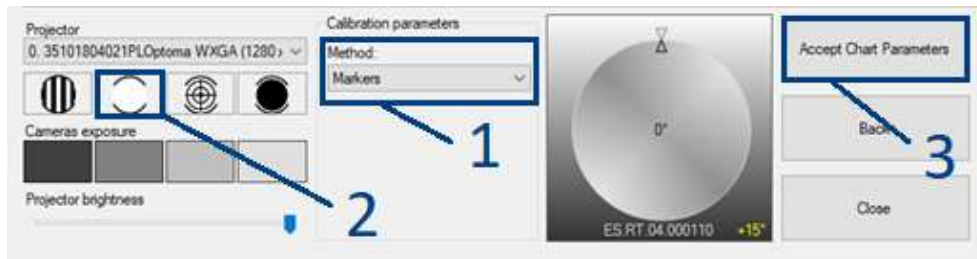 Projector
0. 35101804021PLOptoma WXGA (1280x
Cameras exposure
Projector brightness
Calibration parameters
Method:
Markers
1
2
0°
ES.RT.04.000110 +15°
Accept Chart Parameters
Back
3
Close